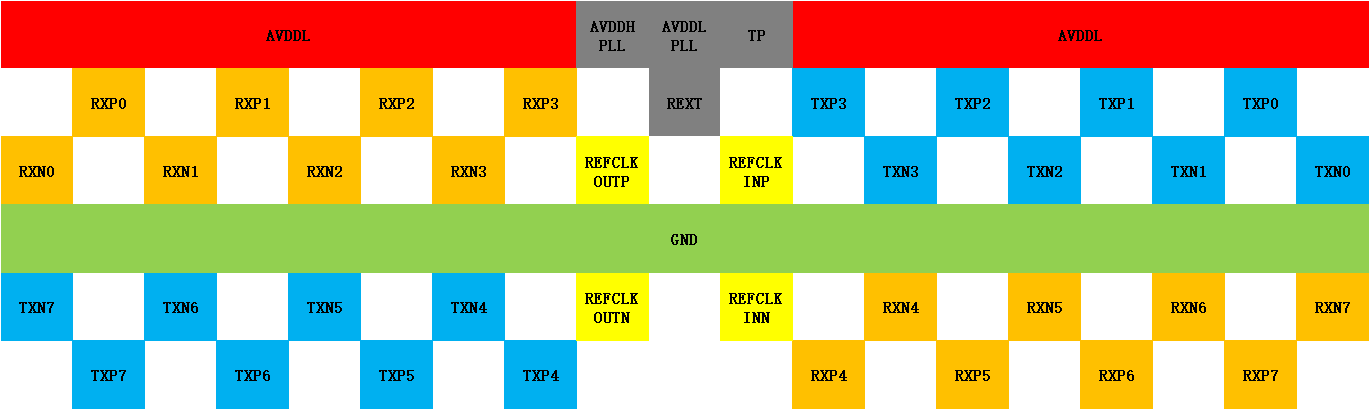 AVDDL AVDDH PLL AVDDL PLL TP AVDDL
RXP0 RXP1 RXP2 RXP3 REXT TXP3 TXP2 TXP1 TXP0
RXN0 RXN1 RXN2 RXN3 REFCLK OUTP REFCLK INP TXN3 TXN2 TXN1 TXN0
GND
TXN7 TXN6 TXN5 TXN4 REFCLK OUTN REFCLK INN RXN4 RXN5 RXN6 RXN7
TXP7 TXP6 TXP5 TXP4 RXP4 RXP5 RXP6 RXP7